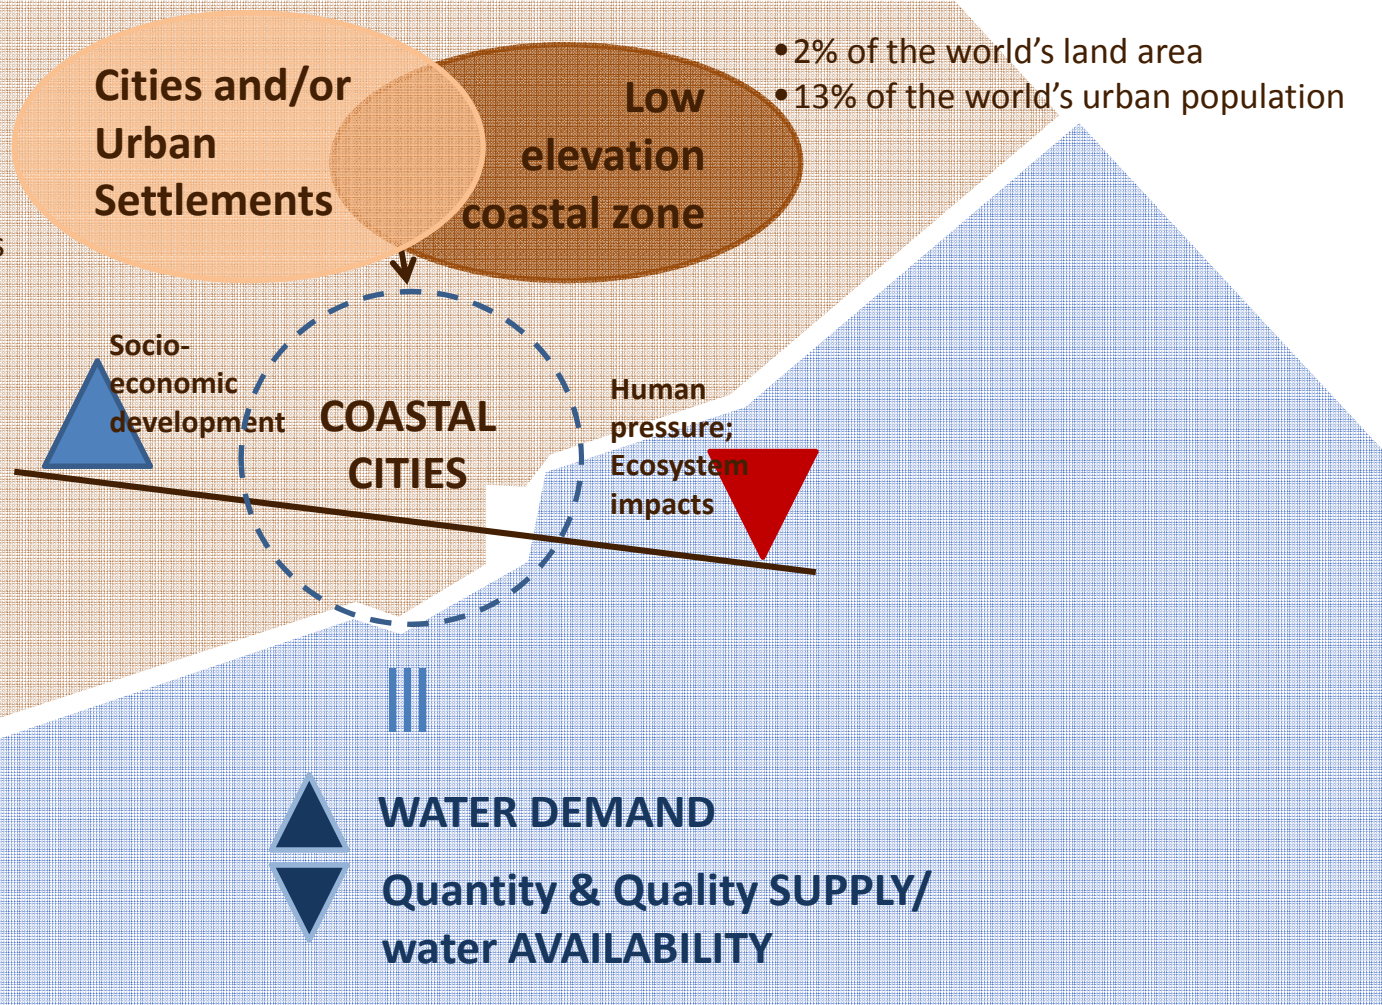 Cities and/or
Urban
Settlements
Low
elevation
coastal zone
•2% of the world's land area
•13% of the world's urban population
s
Socio-
economic
development
COASTAL
CITIES
Human
pressure;
Ecosystem
impacts
WATER DEMAND
Quantity & Quality SUPPLY/
water AVAILABILITY